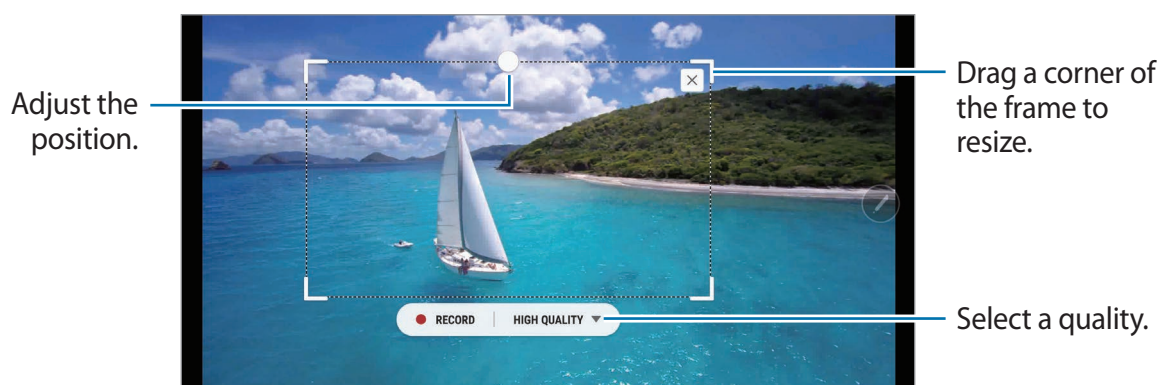 Adjust the
position.
Drag a corner of
the frame to
resize.
RECORD
HIGH QUALITY
Select a quality.